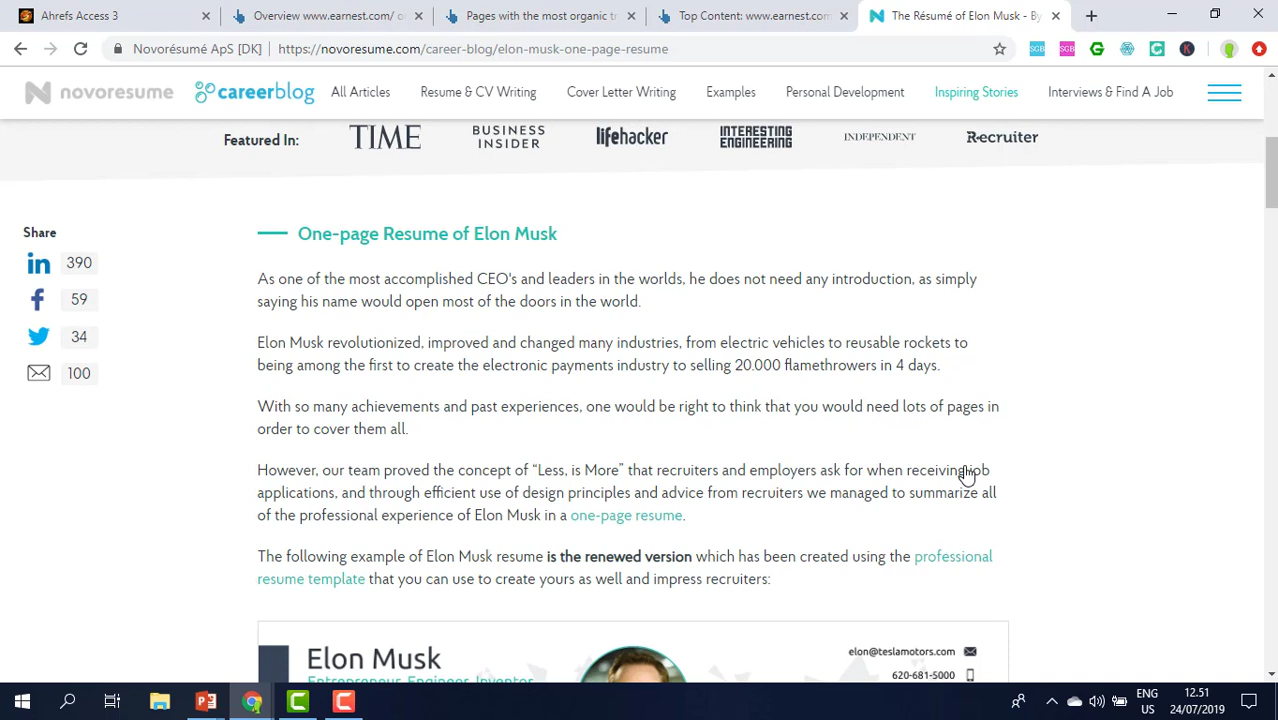 Ahrefs Access 3
Overview www.earnest.com/ o
Pages with the most organic t
Top Content: www.earnest.com
The Résumé of Elon Musk - By
Novorésumé ApS [DK] | https://novoresume.com/career-blog/elon-musk-one-page-resume
SGB SGB G C K
N novoresume careerblog All Articles Resume & CV Writing Cover Letter Writing Examples Personal Development Inspiring Stories Interviews & Find A Job
Featured In: TIME BUSINESS INSIDER lifehacker INTERESTING ENGINEERING INDEPENDENT Recruiter
Share
in 390
f 59
34
100
One-page Resume of Elon Musk
As one of the most accomplished CEO's and leaders in the worlds, he does not need any introduction, as simply
saying his name would open most of the doors in the world.
Elon Musk revolutionized, improved and changed many industries, from electric vehicles to reusable rockets to
being among the first to create the electronic payments industry to selling 20.000 flamethrowers in 4 days.
With so many achievements and past experiences, one would be right to think that you would need lots of pages in
order to cover them all.
However, our team proved the concept of “Less, is More” that recruiters and employers ask for when receiving job
applications, and through efficient use of design principles and advice from recruiters we managed to summarize all
of the professional experience of Elon Musk in a one-page resume.
The following example of Elon Musk resume is the renewed version which has been created using the professional
resume template that you can use to create yours as well and impress recruiters:
Elon Musk
Entrepreneur, Engineer, Inventor
elon@teslamotors.com
620-681-5000
ENG
US
12.51
24/07/2019